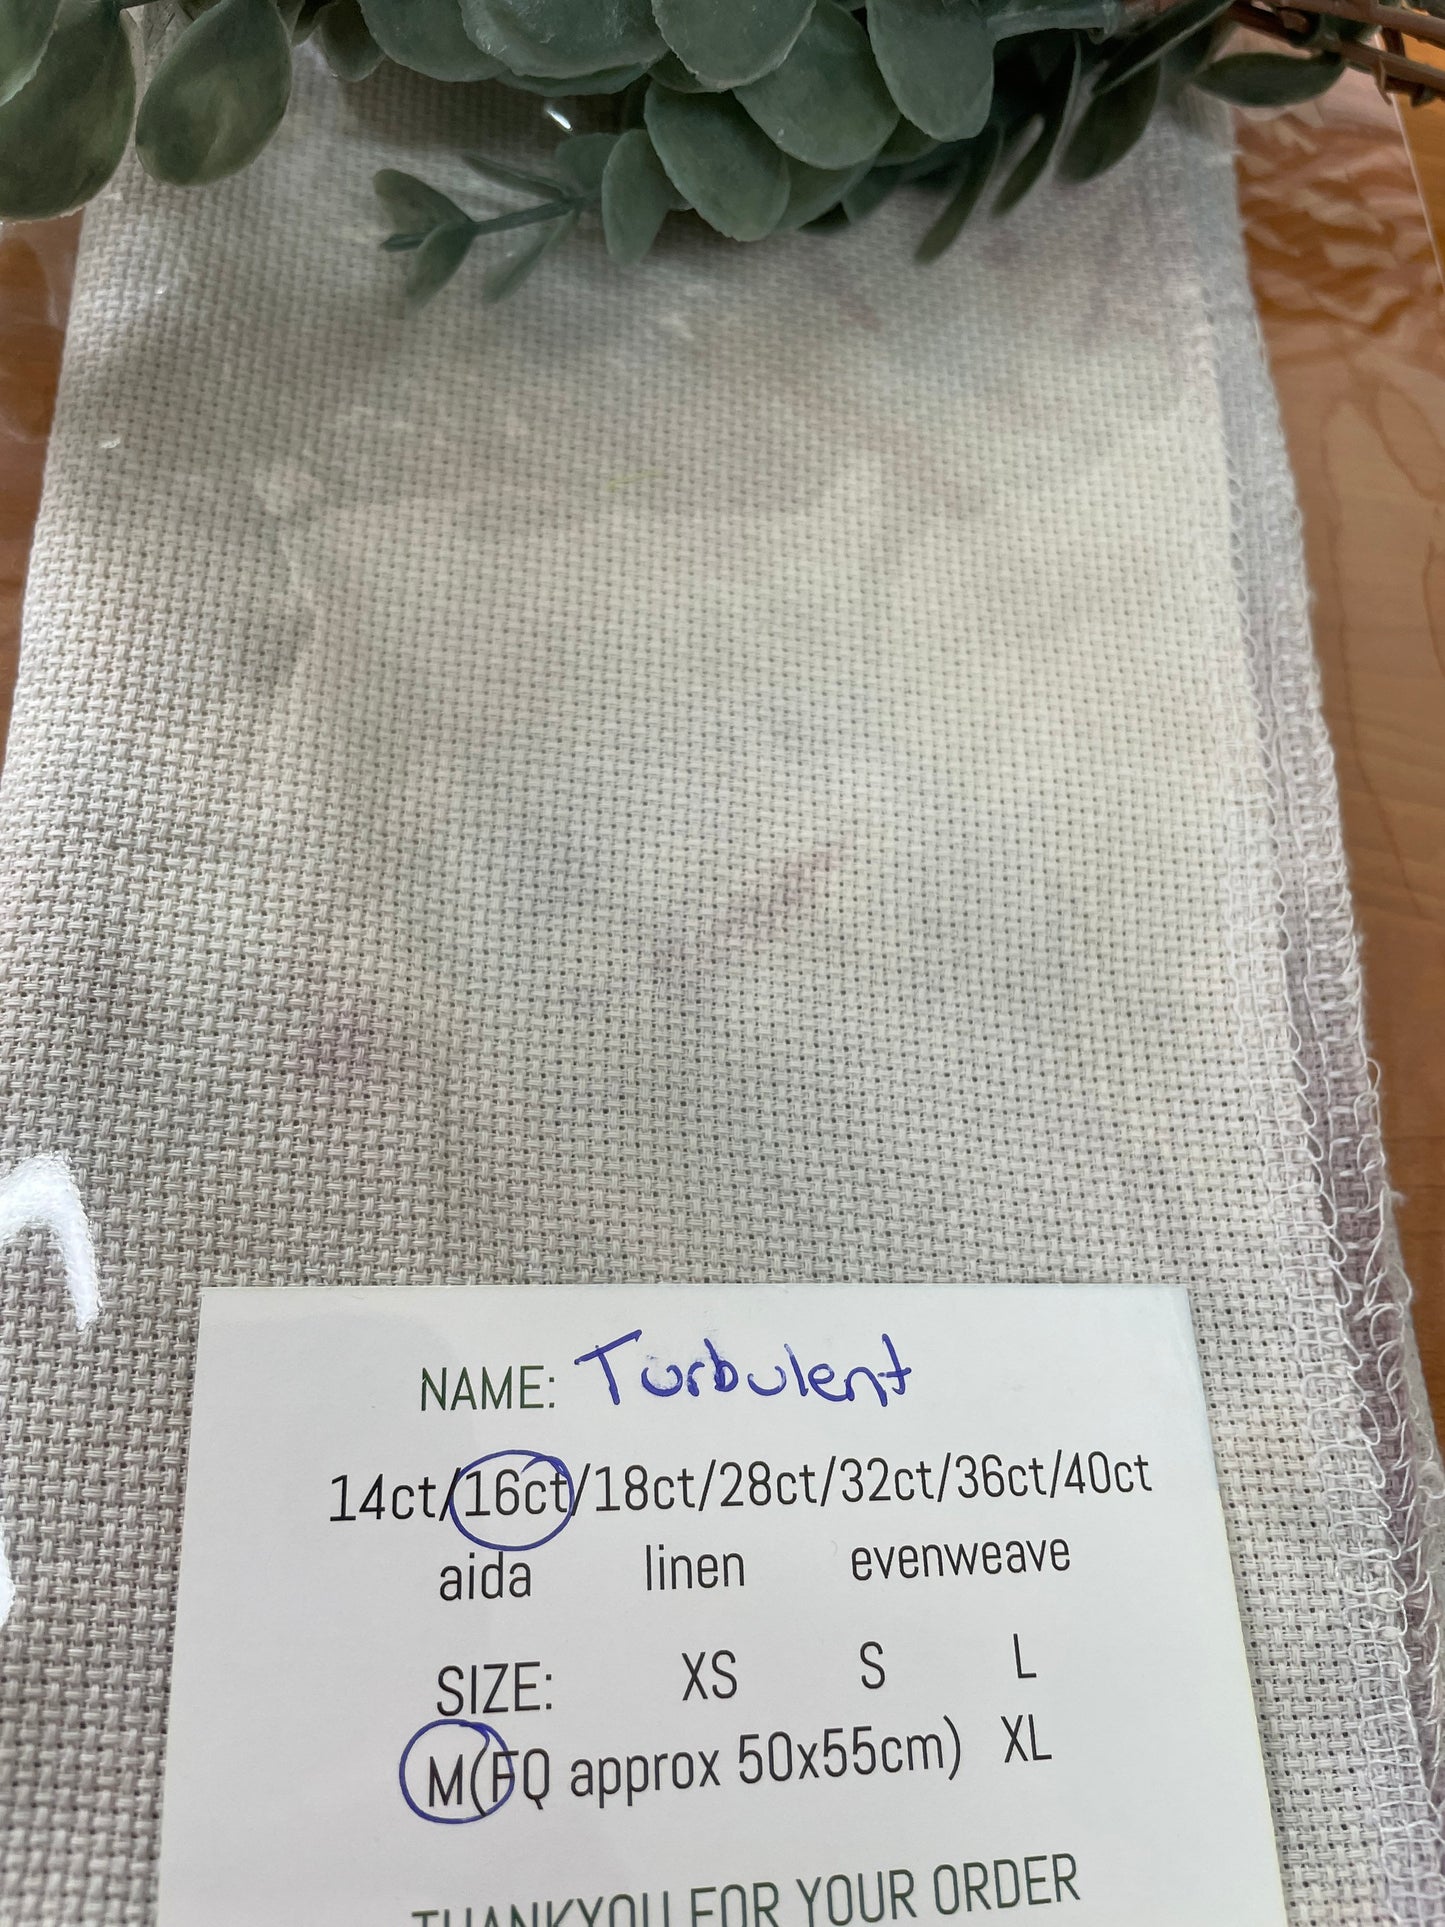 NAME: Turbulent
14ct/16ct/18ct/28ct/32ct/36ct/40ct
aida linen evenweave
SIZE: XS S L
M(FQ approx 50x55cm) XL
THANKYOU FOR YOUR ORDER